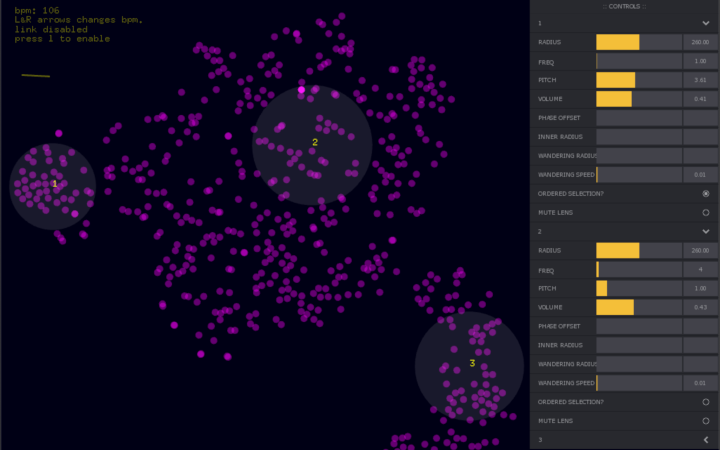 bpm: 106
L&R arrows changes bpm,
link disabled
press l to enable
1
2
3
:: CONTROLS ::
1
RADIUS 260.00
FREQ 1.00
PITCH 3.61
VOLUME 0.41
PHASE OFFSET
INNER RADIUS
WANDERING RADIUS
WANDERING SPEED 0.01
ORDERED SELECTION?
MUTE LENS
2
RADIUS 260.00
FREQ 4
PITCH 1.00
VOLUME 0.43
PHASE OFFSET
INNER RADIUS
WANDERING RADIUS
WANDERING SPEED 0.01
ORDERED SELECTION?
MUTE LENS
3